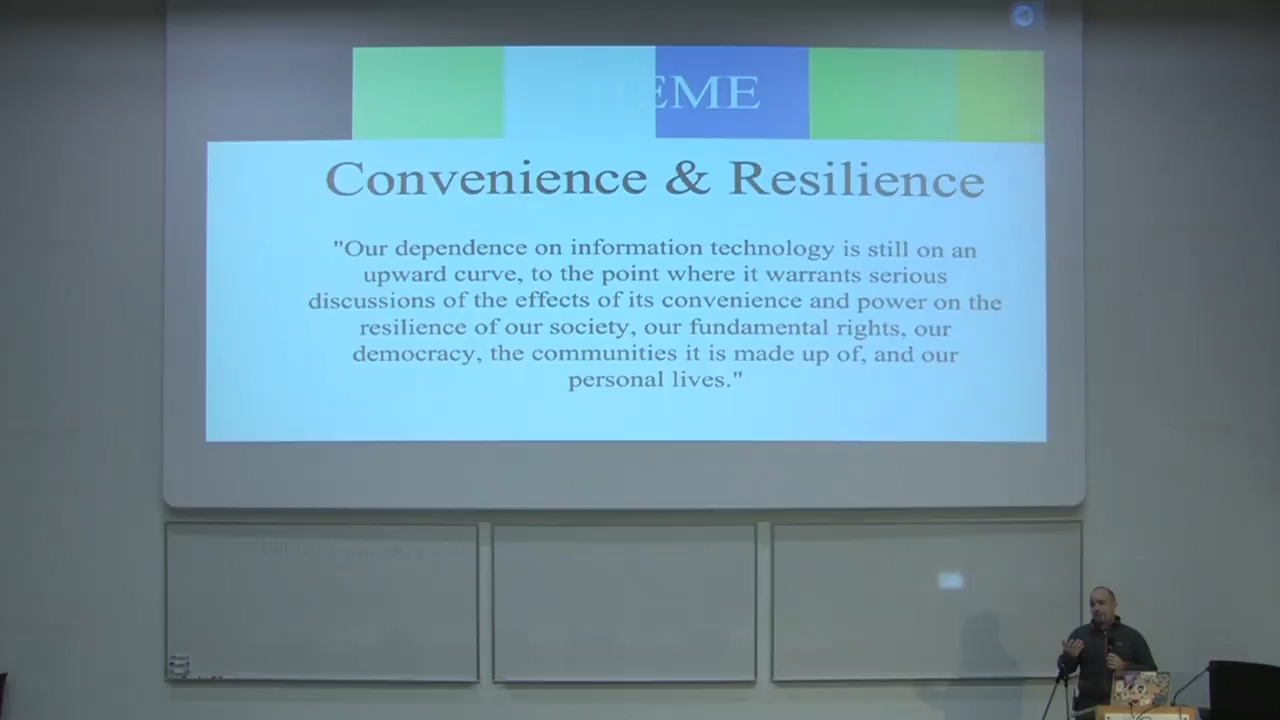 EME
Convenience & Resilience
"Our dependence on information technology is still on an
upward curve, to the point where it warrants serious
discussions of the effects of its convenience and power on the
resilience of our society, our fundamental rights, our
democracy, the communities it is made up of, and our
personal lives."